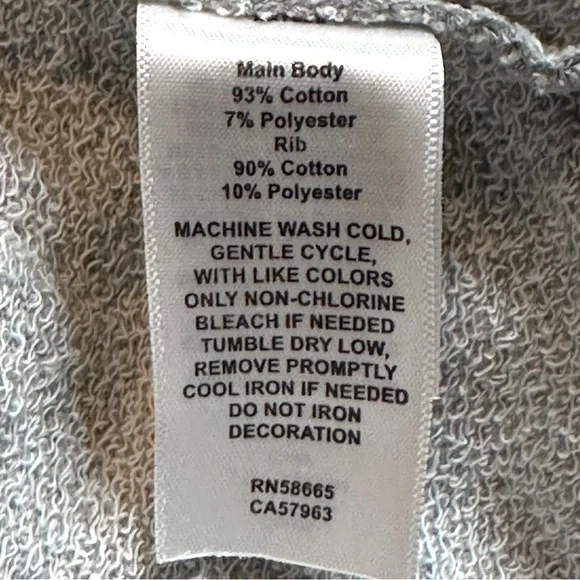 Main Body
93% Cotton
7% Polyester
Rib
90% Cotton
10% Polyester
MACHINE WASH COLD,
GENTLE CYCLE,
WITH LIKE COLORS
ONLY NON-CHLORINE
BLEACH IF NEEDED
TUMBLE DRY LOW,
REMOVE PROMPTLY
COOL IRON IF NEEDED
DO NOT IRON
DECORATION
RN58665
CA57963